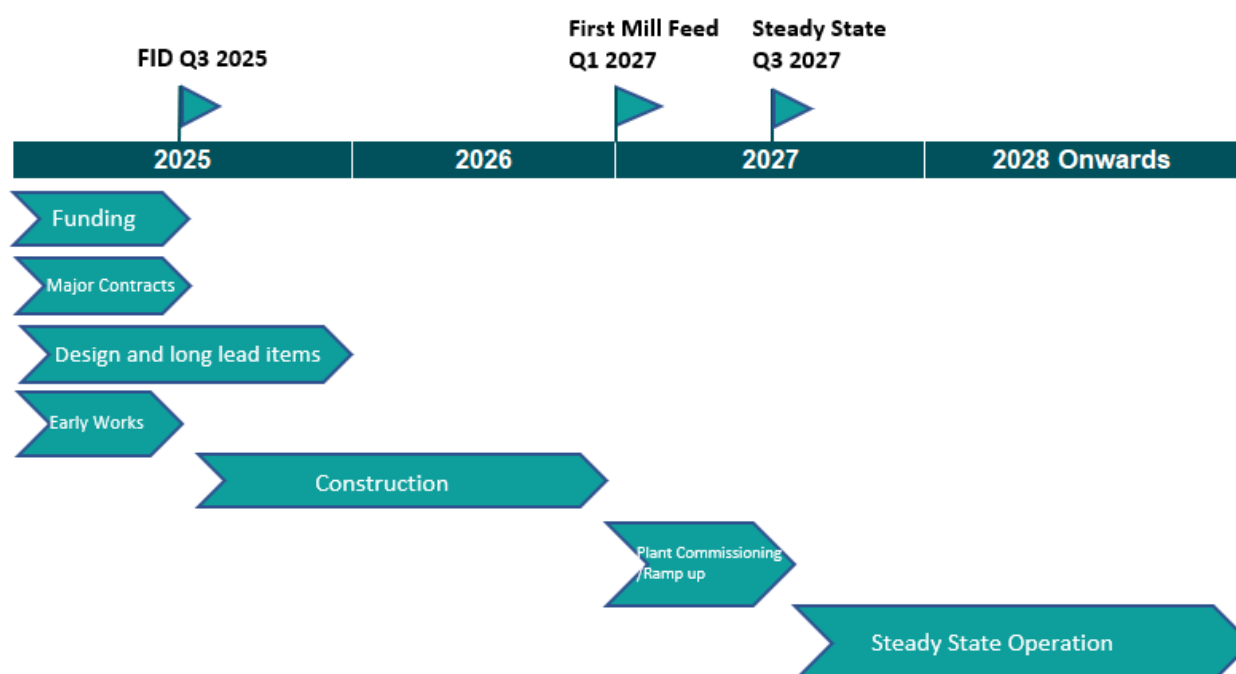 First Mill Feed
Q1 2027
Steady State
Q3 2027
FID Q3 2025
2025
2026
2027
2028 Onwards
Funding
Major Contracts
Design and long lead items
Early Works
Construction
Plant Commissioning
/Ramp up
Steady State Operation